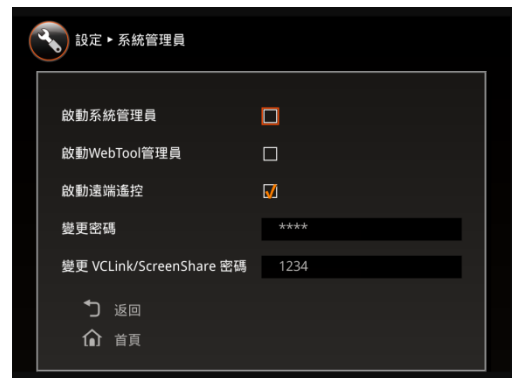 設定 ▸ 系統管理員
啟動系統管理員
啟動WebTool管理員
啟動遠端遙控
變更密碼 ****
變更 VCLink/ScreenShare 密碼 1234
返回
首頁